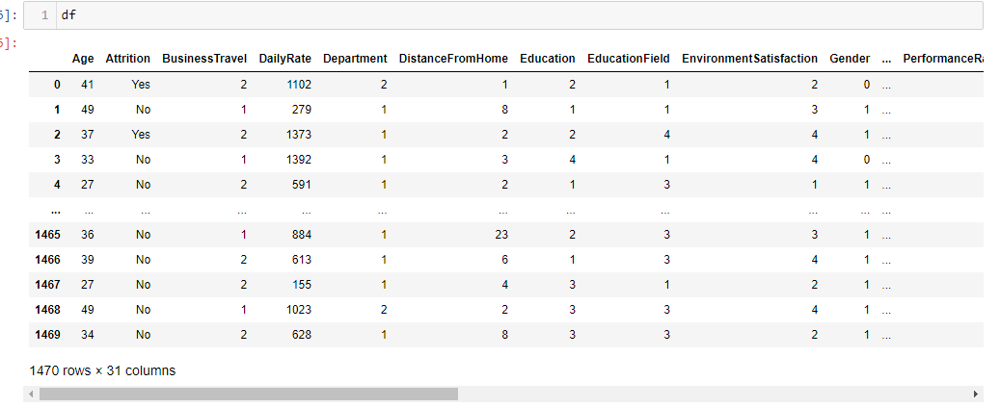 5]: 1 df
5]:
Age Attrition BusinessTravel DailyRate Department DistanceFromHome Education EducationField EnvironmentSatisfaction Gender ... PerformanceRa
0 41 Yes 2 1102 2 1 2 1 2 0 ...
1 49 No 1 279 1 8 1 1 3 1 ...
2 37 Yes 2 1373 1 2 2 4 4 1 ...
3 33 No 1 1392 1 3 4 1 4 0 ...
4 27 No 2 591 1 2 1 3 1 1 ...
... ... ... ... ... ... ... ... ... ... ... ...
1465 36 No 1 884 1 23 2 3 3 1 ...
1466 39 No 2 613 1 6 1 3 4 1 ...
1467 27 No 2 155 1 4 3 1 2 1 ...
1468 49 No 1 1023 2 2 3 3 4 1 ...
1469 34 No 2 628 1 8 3 3 2 1 ...
1470 rows × 31 columns